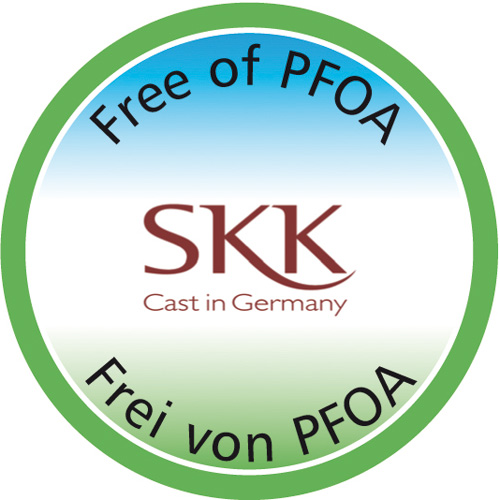 Free of PFOA
SKK
Cast in Germany
Frei von PFOA